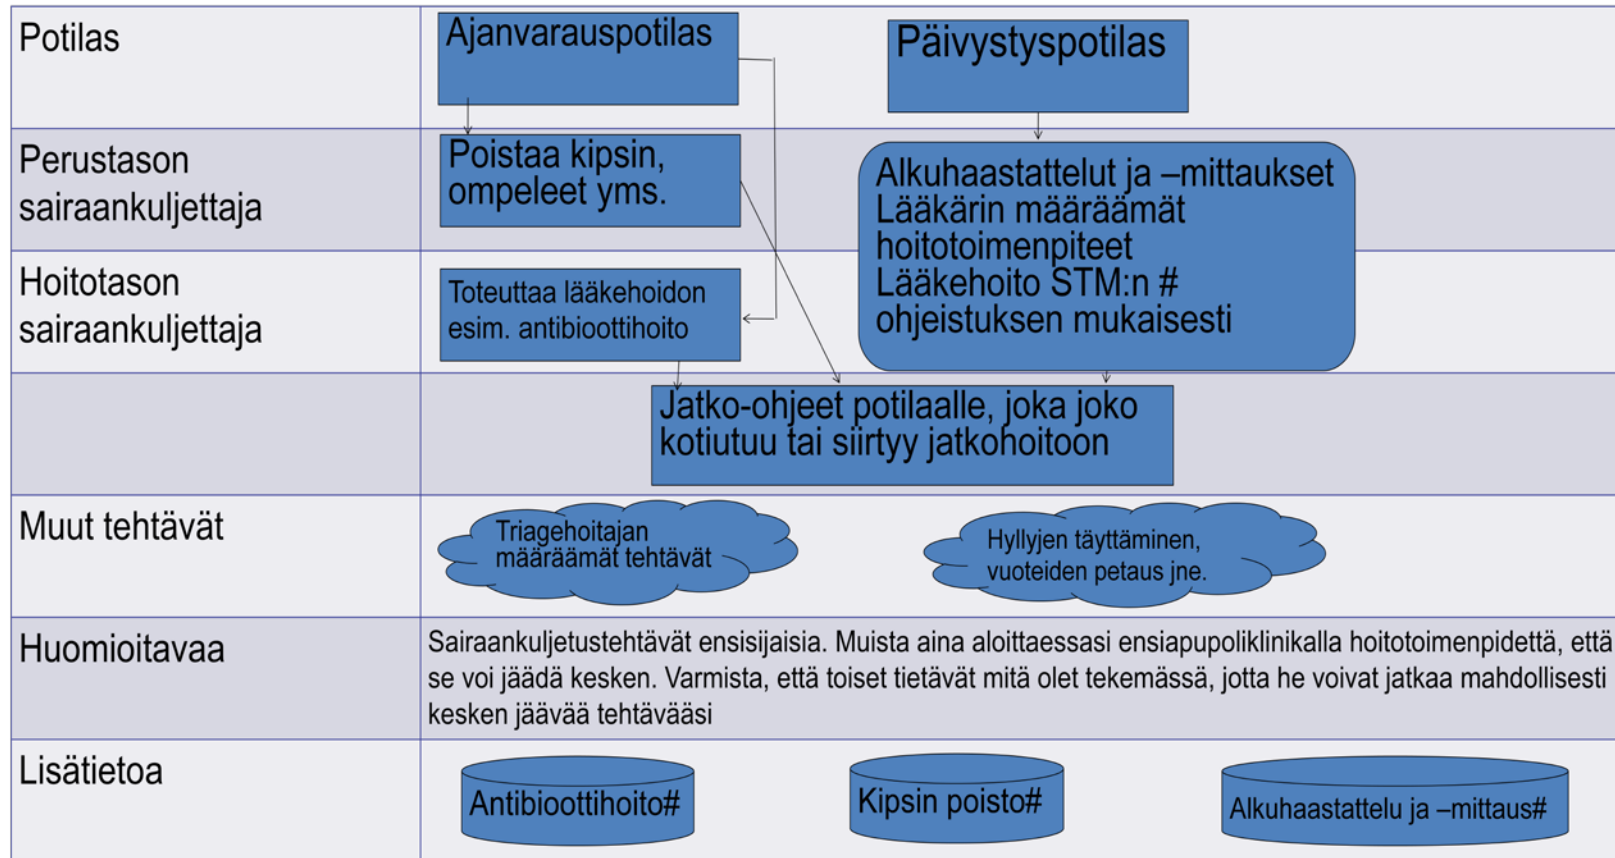 Potilas
Ajanvarauspotilas
Päivystyspotilas
Perustason
sairaankuljettaja
Poistaa kipsin,
ompeleet yms.
Alkuhaastattelut ja –mittaukset
Lääkärin määräämät
hoitotoimenpiteet
Lääkehoito STM:n #
ohjeistuksen mukaisesti
Hoitotason
sairaankuljettaja
Toteuttaa lääkehoidon
esim. antibioottihoito
Jatko-ohjeet potilaalle, joka joko
kotiutuu tai siirtyy jatkohoitoon
Muut tehtävät
Triagehoitajan
määräämät tehtävät
Hyllyjen täyttäminen,
vuoteiden petaus jne.
Huomioitavaa
Sairaankuljetustehtävät ensisijaisia. Muista aina aloittaessasi ensiapupoliklinikalla hoitotoimenpidettä, että
se voi jäädä kesken. Varmista, että toiset tietävät mitä olet tekemässä, jotta he voivat jatkaa mahdollisesti
kesken jäävää tehtävääsi
Lisätietoa
Antibioottihoito#
Kipsin poisto#
Alkuhaastattelu ja –mittaus#